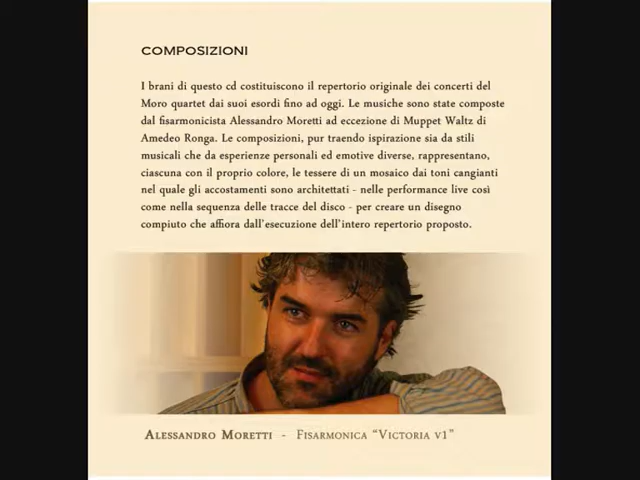 COMPOSIZIONI
I brani di questo cd costituiscono il repertorio originale dei concerti del
Moro quartet dai suoi esordi fino ad oggi. Le musiche sono state composte
dal fisarmonicista Alessandro Moretti ad eccezione di Muppet Waltz di
Amedeo Ronga. Le composizioni, pur traendo ispirazione sia da stili
musicali che da esperienze personali ed emotive diverse, rappresentano,
ciascuna con il proprio colore, le tessere di un mosaico dai toni cangianti
nel quale gli accostamenti sono architettati - nelle performance live così
come nella sequenza delle tracce del disco - per creare un disegno
compiuto che affiora dall'esecuzione dell'intero repertorio proposto.
ALESSANDRO MORETTI - FISARMONICA "VICTORIA V1"